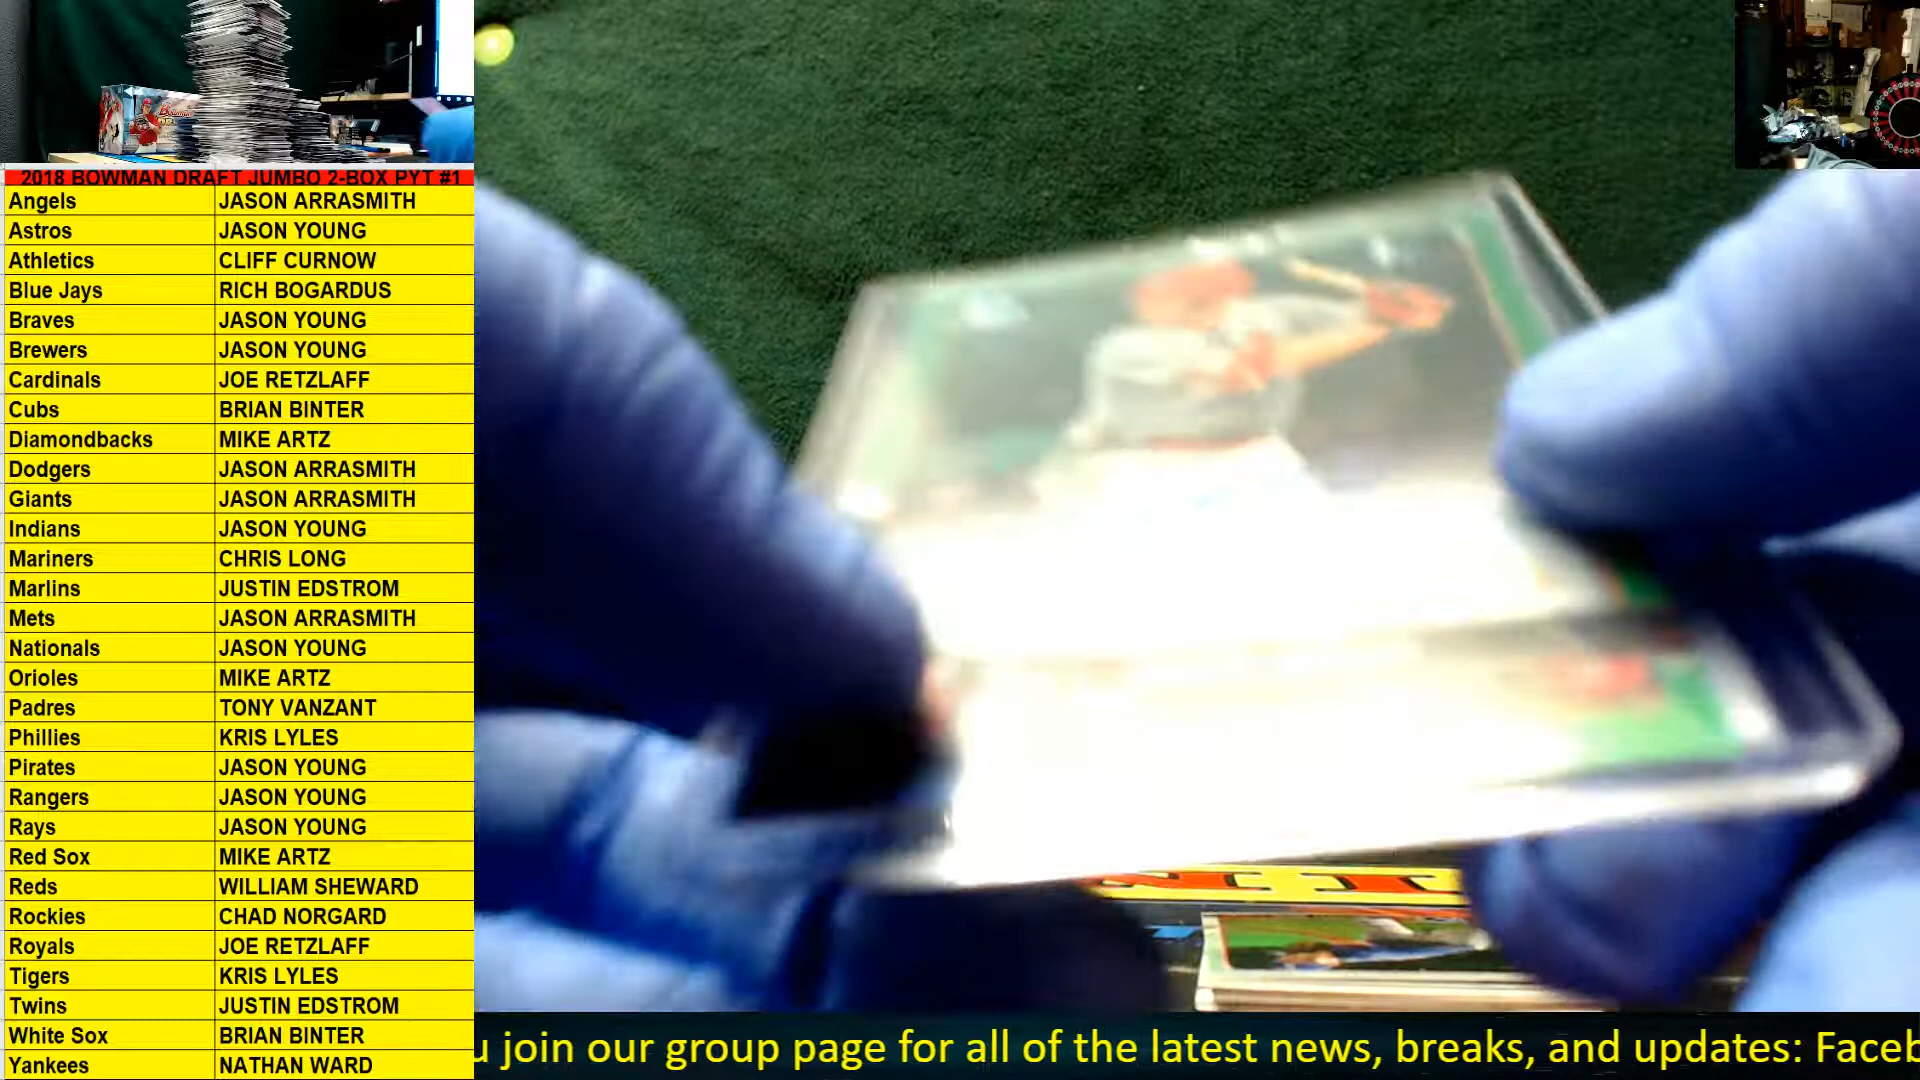 2018 BOWMAN DRAFT JUMBO 2-BOX PYT #1
Angels JASON ARRASMITH
Astros JASON YOUNG
Athletics CLIFF CURNOW
Blue Jays RICH BOGARDUS
Braves JASON YOUNG
Brewers JASON YOUNG
Cardinals JOE RETZLAFF
Cubs BRIAN BINTER
Diamondbacks MIKE ARTZ
Dodgers JASON ARRASMITH
Giants JASON ARRASMITH
Indians JASON YOUNG
Mariners CHRIS LONG
Marlins JUSTIN EDSTROM
Mets JASON ARRASMITH
Nationals JASON YOUNG
Orioles MIKE ARTZ
Padres TONY VANZANT
Phillies KRIS LYLES
Pirates JASON YOUNG
Rangers JASON YOUNG
Rays JASON YOUNG
Red Sox MIKE ARTZ
Reds WILLIAM SHEWARD
Rockies CHAD NORGARD
Royals JOE RETZLAFF
Tigers KRIS LYLES
Twins JUSTIN EDSTROM
White Sox BRIAN BINTER
Yankees NATHAN WARD
u join our group page for all of the latest news, breaks, and updates: Faceb